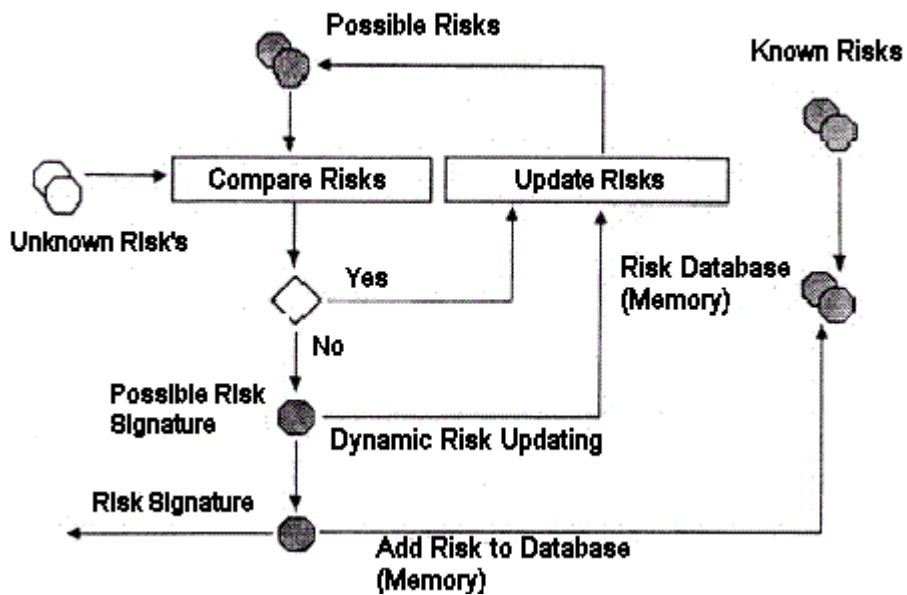 Possible Risks
Known Risks
Compare Risks
Update Risks
Unknown Risk's
Yes
Risk Database
(Memory)
No
Possible Risk
Signature
Dynamic Risk Updating
Risk Signature
Add Risk to Database
(Memory)